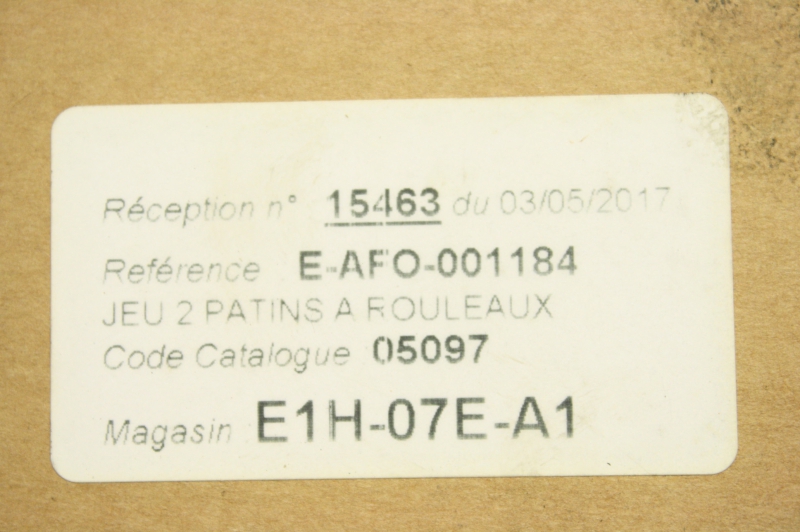 Réception n° 15463 du 03/05/2017
Reférence E-AFO-001184
JEU 2 PATINS A ROULEAUX
Code Catalogue 05097
Magasin E1H-07E-A1